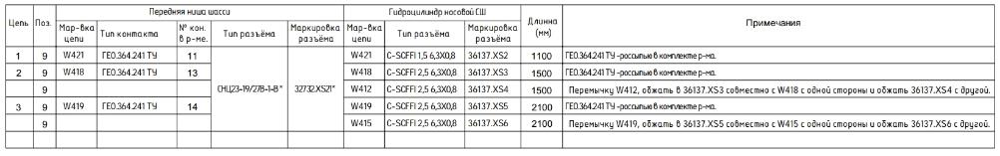 Цепь Поз. Передняя ниша шасси Гидроцилиндр носовой СШ Длинна (мм) Примечания
Мар-вка цепи Тип контакта № кон. в р-ме. Тип разъёма Маркировка разъёма Мар-вка цепи Тип контакта Маркировка разъёма
1 9 W421 ГЕ0.364.241 ТУ 11 W421 C-SCFFI 1,5 6,3X0,8 36137.XS2 1100 ГЕ0.364.241 ТУ -россыпью в комплекте р-ма.
2 9 W418 ГЕ0.364.241 ТУ 13 W418 C-SCFFI 2,5 6,3X0,8 36137.XS3 1500 ГЕ0.364.241 ТУ -россыпью в комплекте р-ма.
9 СНЦ23-19/27В-1-В* 32732.XS21* W412 C-SCFFI 2,5 6,3X0,8 36137.XS4 1500 Перемычку W412, обжать в 36137.XS3 совместно с W418 с одной стороны и обжать 36137.XS4 с другой.
3 9 W419 ГЕ0.364.241 ТУ 14 W419 C-SCFFI 2,5 6,3X0,8 36137.XS5 2100 ГЕ0.364.241 ТУ -россыпью в комплекте р-ма.
9 W415 C-SCFFI 2,5 6,3X0,8 36137.XS6 2100 Перемычку W419, обжать в 36137.XS5 совместно с W415 с одной стороны и обжать 36137.XS6 с другой.